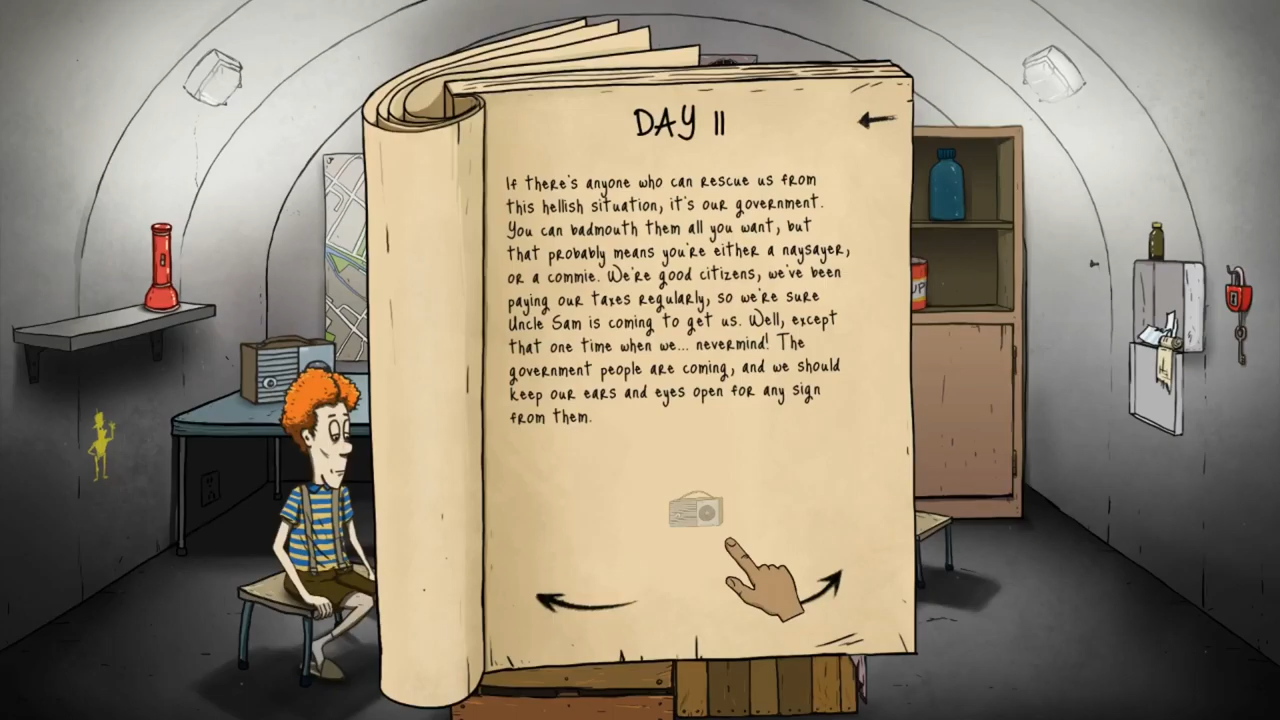 DAY 11
If there's anyone who can rescue us from
this hellish situation, it's our government.
You can badmouth them all you want, but
that probably means you're either a naysayer,
or a commie. We're good citizens, we've been
paying our taxes regularly, so we're sure
Uncle Sam is coming to get us. Well, except
that one time when we... nevermind! The
government people are coming, and we should
keep our ears and eyes open for any sign
from them.
UP